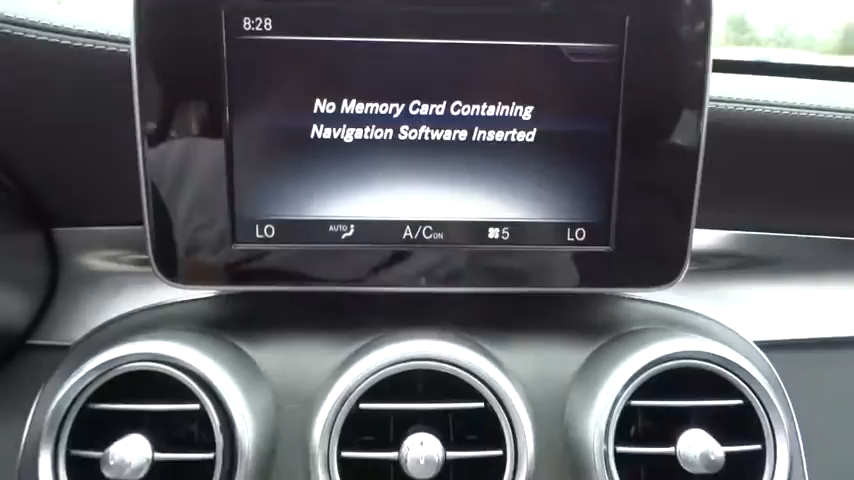 8:28
No Memory Card Containing
Navigation Software Inserted
LO AUTO A/C ON 5 LO